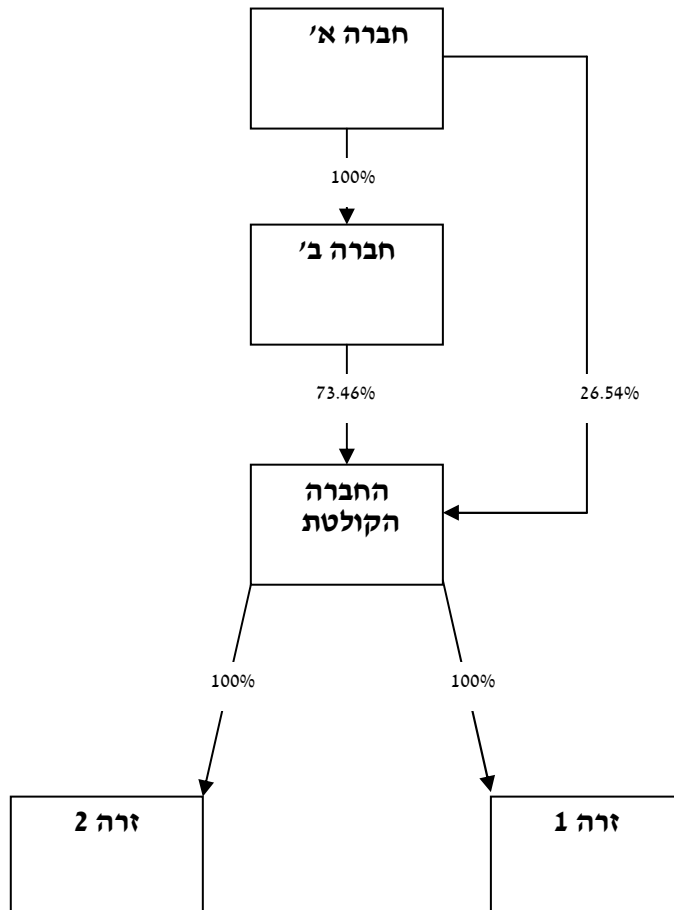 חברה א'
100%
חברה ב'
73.46%
26.54%
החברה
הקולטת
100%
100%
זרה 2
זרה 1